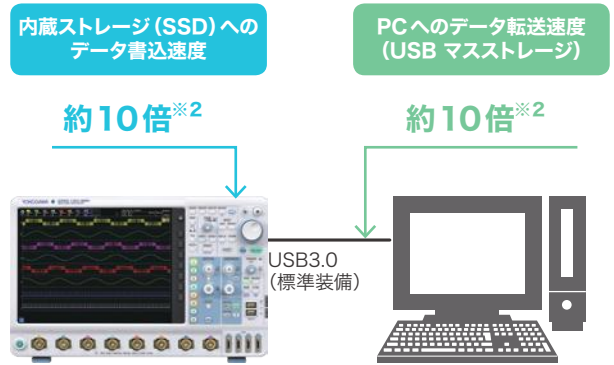 内蔵ストレージ（SSD）への
データ書込速度
PCへのデータ転送速度
（USB マスストレージ）
約10倍※2
約10倍※2
YOKOGAWA
USB3.0
（標準装備）